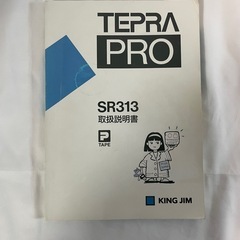 TEPRA
PRO
SR313
取扱説明書
TAPE
KING JIM